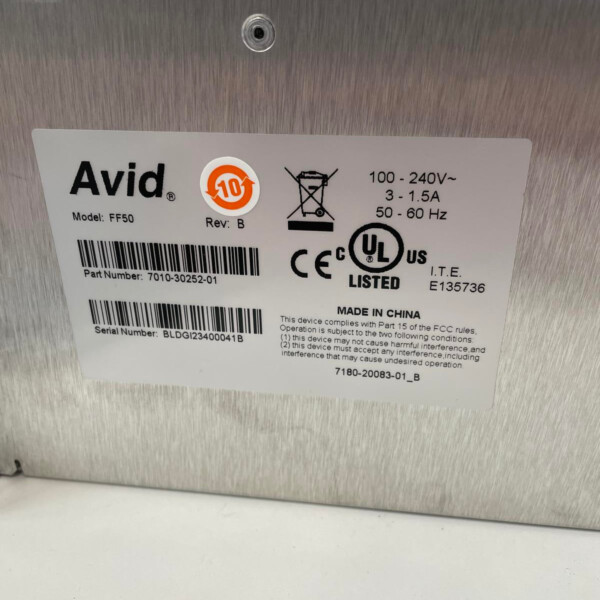 Avid®
10
Model: FF50
Rev: B
Part Number: 7010-30252-01
Serial Number: BLDGI23400041B
100 - 240V~
3 - 1.5A
50 - 60 Hz
CE
C UL US
LISTED
I.T.E.
E135736
MADE IN CHINA
This device complies with Part 15 of the FCC rules,
Operation is subject to the two following conditions:
(1) this device may not cause harmful interference,and
(2) this device must accept any interference,including
interference that may cause undesired operation
7180-20083-01_B